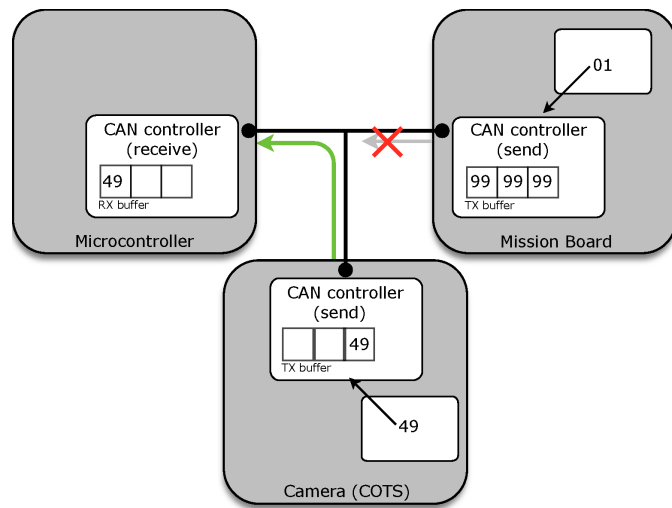 CAN controller
(receive)
49
RX buffer
Microcontroller
01
CAN controller
(send)
99 99 99
TX buffer
Mission Board
CAN controller
(send)
49
TX buffer
49
Camera (COTS)